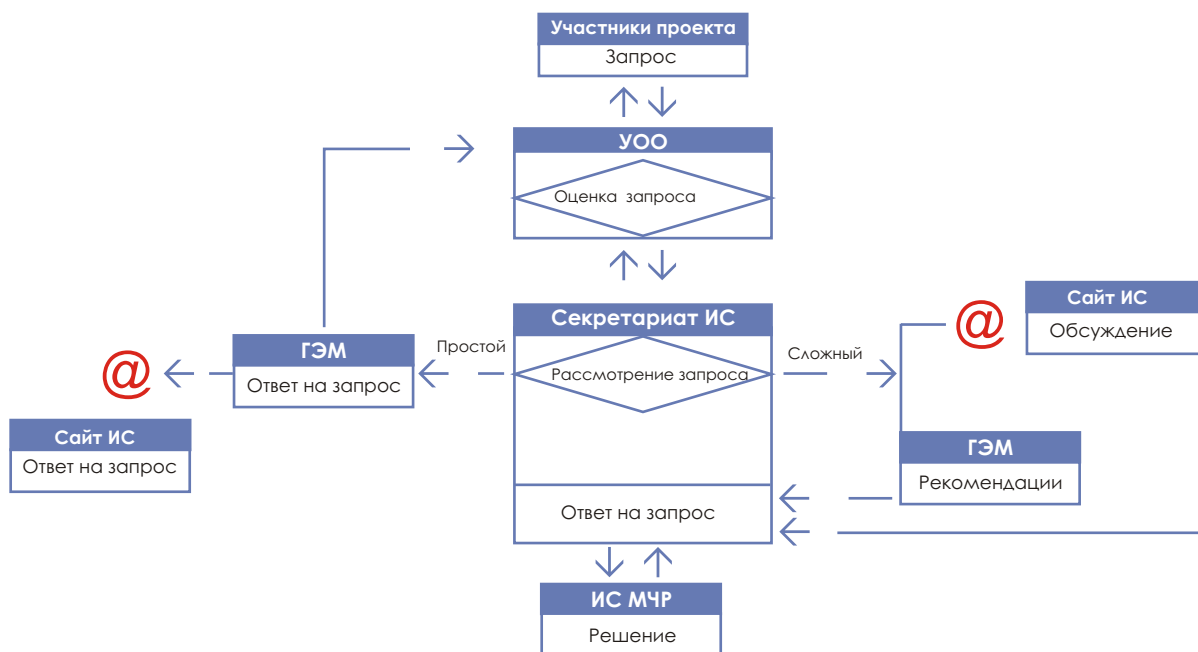 Участники проекта
Запрос
УОО
Оценка запроса
Секретариат ИС
Рассмотрение запроса
Простой
Сложный
ГЭМ
Ответ на запрос
@
Сайт ИС
Ответ на запрос
@
Сайт ИС
Обсуждение
ГЭМ
Рекомендации
Ответ на запрос
ИС МЧР
Решение